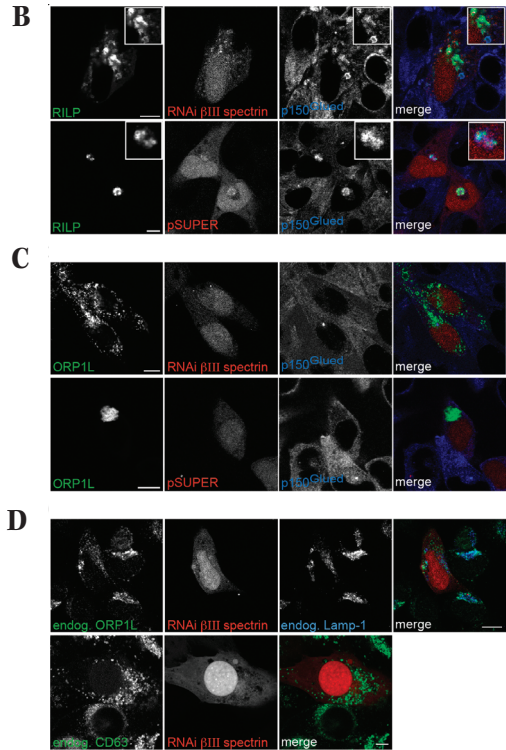 B
RILP RNAi βIII spectrin p150Glued merge
RILP pSUPER p150Glued merge
C
ORP1L RNAi βIII spectrin p150Glued merge
ORP1L pSUPER p150Glued merge
D
endog. ORP1L RNAi βIII spectrin endog. Lamp-1 merge
endog. CD63 RNAi βIII spectrin merge